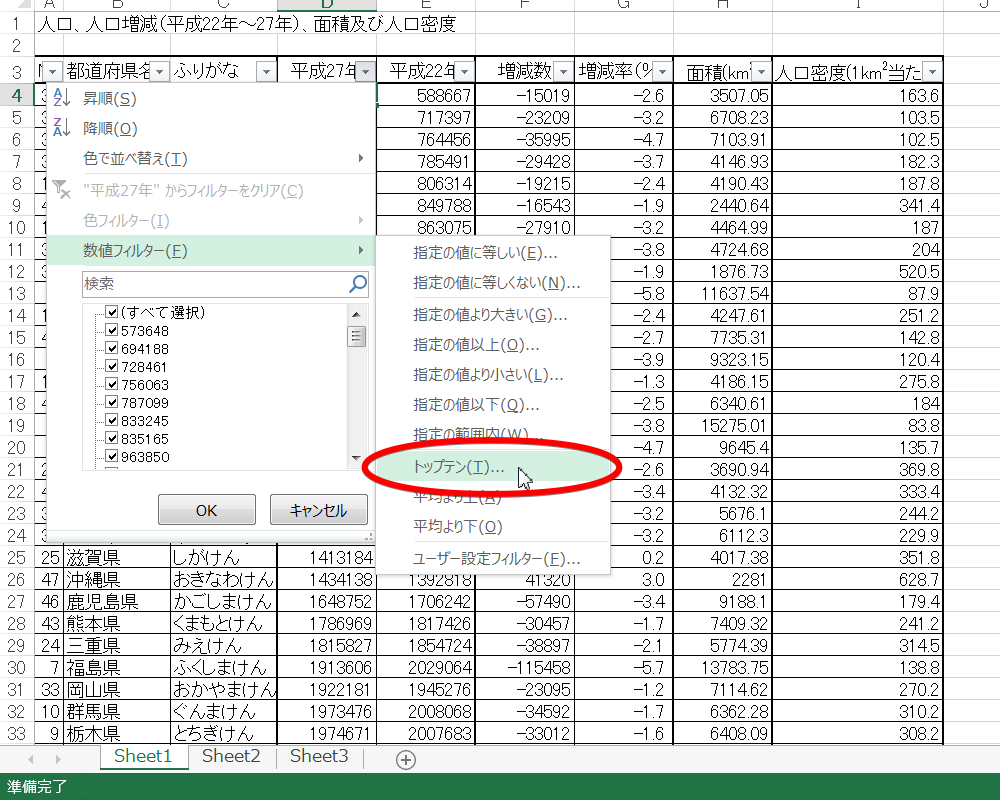 A B C D E F G H I J
1 人口、人口増減（平成22年～27年）、面積及び人口密度
2
3 都道府県名 ふりがな 平成27年 平成22年 増減数 増減率（% 面積(km² 人口密度(1km²当た
4 588667 -15019 -2.6 3507.05 163.6
5 717397 -23209 -3.2 6708.23 103.5
6 764456 -35995 -4.7 7103.91 102.5
7 785491 -29428 -3.7 4146.93 182.3
8 806314 -19215 -2.4 4190.43 187.8
9 849788 -16543 -1.9 2440.64 341.4
10 863075 -27910 -3.2 4464.99 187
11 -3.8 4724.68 204
12 -1.9 1876.73 520.5
13 -5.8 11637.54 87.9
14 -2.4 4247.61 251.2
15 -2.7 7735.31 142.8
16 -3.9 9323.15 120.4
17 -1.3 4186.15 275.8
18 -2.5 6340.61 184
19 -3.8 15275.01 83.8
20 -4.7 9645.4 135.7
21 -2.6 3690.94 369.8
22 -3.4 4132.32 333.4
23 -3.2 5676.1 244.2
24 -3.2 6112.3 229.9
25 25 滋賀県 しがけん 1413184 0.2 4017.38 351.8
26 47 沖縄県 おきなわけん 1434138 1392818 41320 3.0 2281 628.7
27 46 鹿児島県 かごしまけん 1648752 1706242 -57490 -3.4 9188.1 179.4
28 43 熊本県 くまもとけん 1786969 1817426 -30457 -1.7 7409.32 241.2
29 24 三重県 みえけん 1815827 1854724 -38897 -2.1 5774.39 314.5
30 7 福島県 ふくしまけん 1913606 2029064 -115458 -5.7 13783.75 138.8
31 33 岡山県 おかやまけん 1922181 1945276 -23095 -1.2 7114.62 270.2
32 10 群馬県 ぐんまけん 1973476 2008068 -34592 -1.7 6362.28 310.2
33 9 栃木県 とちぎけん 1974671 2007683 -33012 -1.6 6408.09 308.2
昇順(S)
降順(O)
色で並べ替え(T)
"平成27年" からフィルターをクリア(C)
色フィルター(I)
数値フィルター(F)
検索
(すべて選択)
573648
694188
728461
756063
787099
833245
835165
963850
OK キャンセル
指定の値に等しい(E)...
指定の値に等しくない(N)...
指定の値より大きい(G)...
指定の値以上(O)...
指定の値より小さい(L)...
指定の値以下(Q)...
指定の範囲内(W)...
トップテン(T)...
平均より上(A)
平均より下(O)
ユーザー設定フィルター(F)...
Sheet1 Sheet2 Sheet3
準備完了